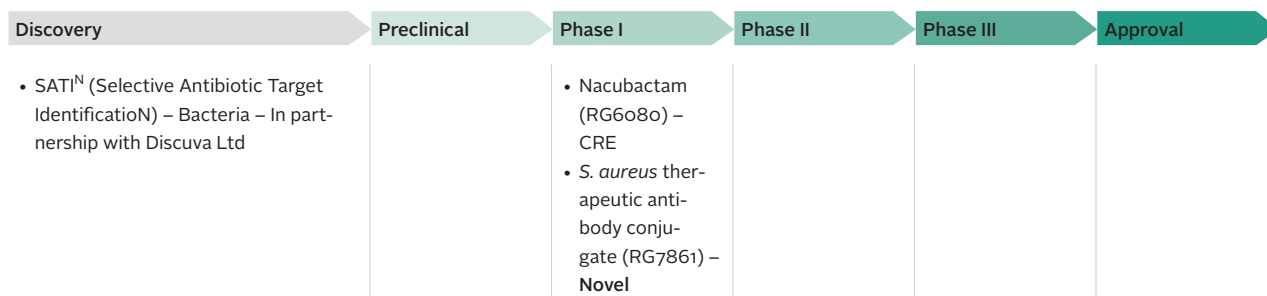 Discovery
Preclinical
Phase I
Phase II
Phase III
Approval
• SATIᴺ (Selective Antibiotic Target
IdentificatioN) – Bacteria – In part-
nership with Discuva Ltd
• Nacubactam
(RG6080) –
CRE
• S. aureus ther-
apeutic anti-
body conju-
gate (RG7861) –
Novel